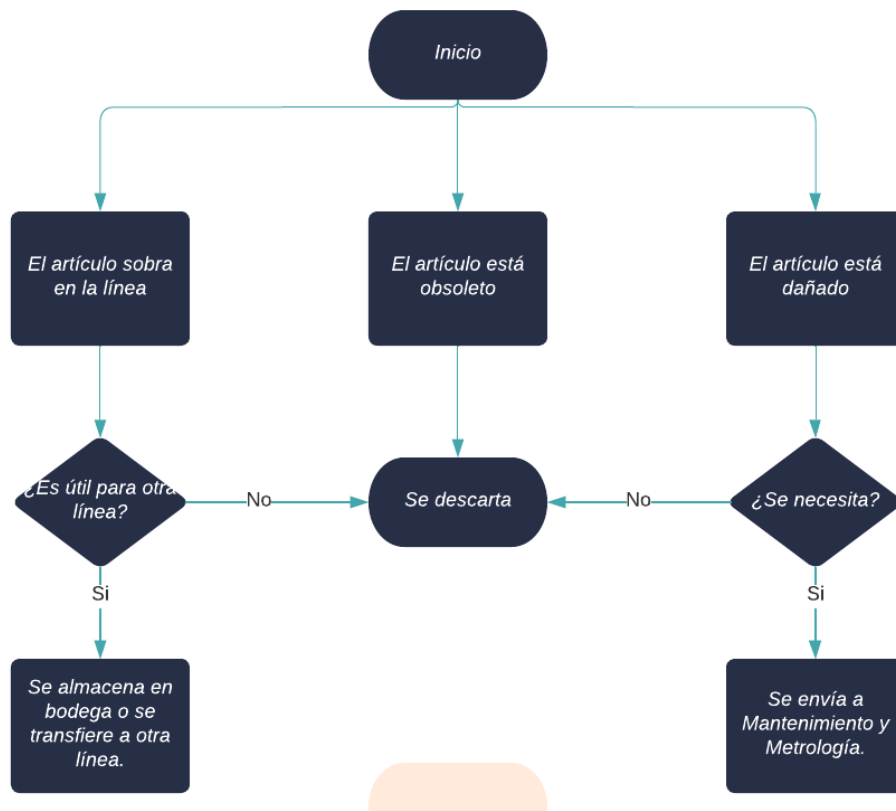 Inicio
El artículo sobra
en la línea
El artículo está
obsoleto
El artículo está
dañado
¿Es útil para otra
línea?
No
Se descarta
No
¿Se necesita?
Si
Si
Se almacena en
bodega o se
transfiere a otra
línea.
Se envía a
Mantenimiento y
Metrología.